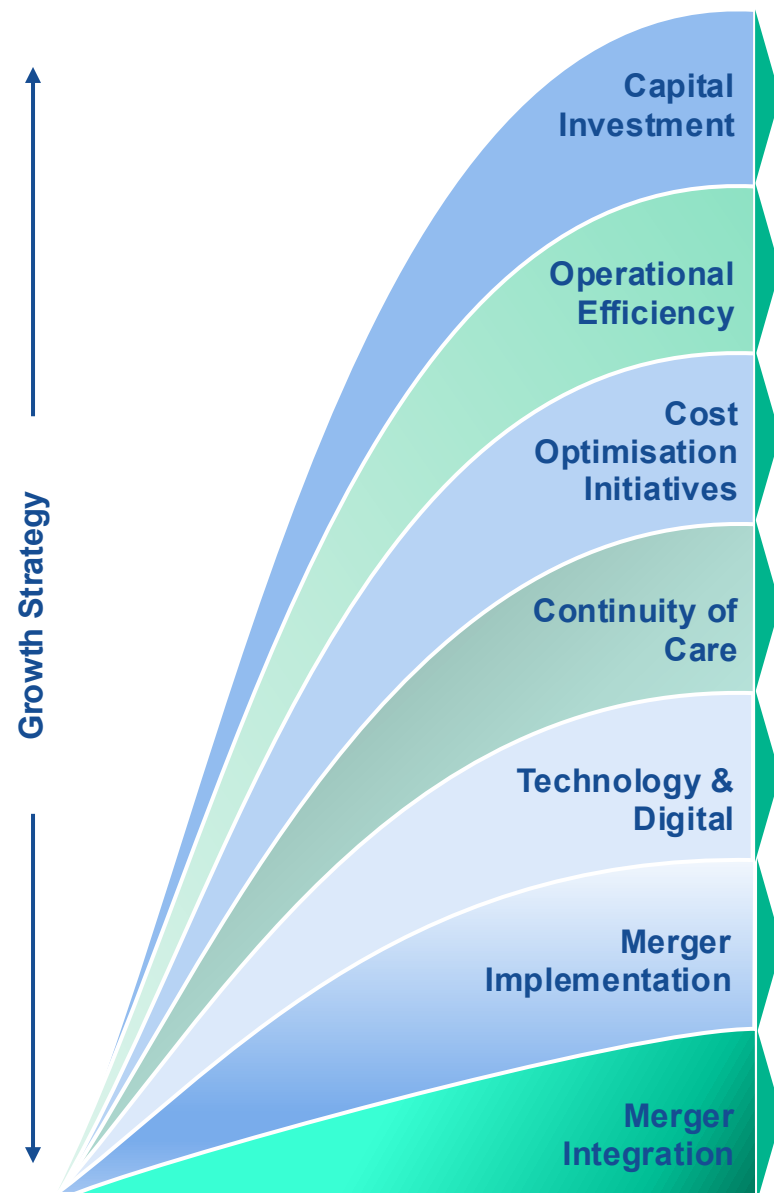 Capital
Investment
Operational
Efficiency
Cost
Optimisation
Initiatives
Growth Strategy
Continuity of
Care
Technology &
Digital
Merger
Implementation
Merger
Integration